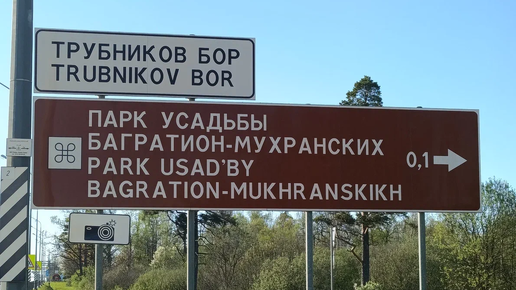 ТРУБНИКОВ БОР
TRUBNIKOV BOR
ПАРК УСАДЬБЫ
БАГРАТИОН-МУХРАНСКИХ
PARK USAD'BY
BAGRATION-MUKHRANSKIKH
0,1